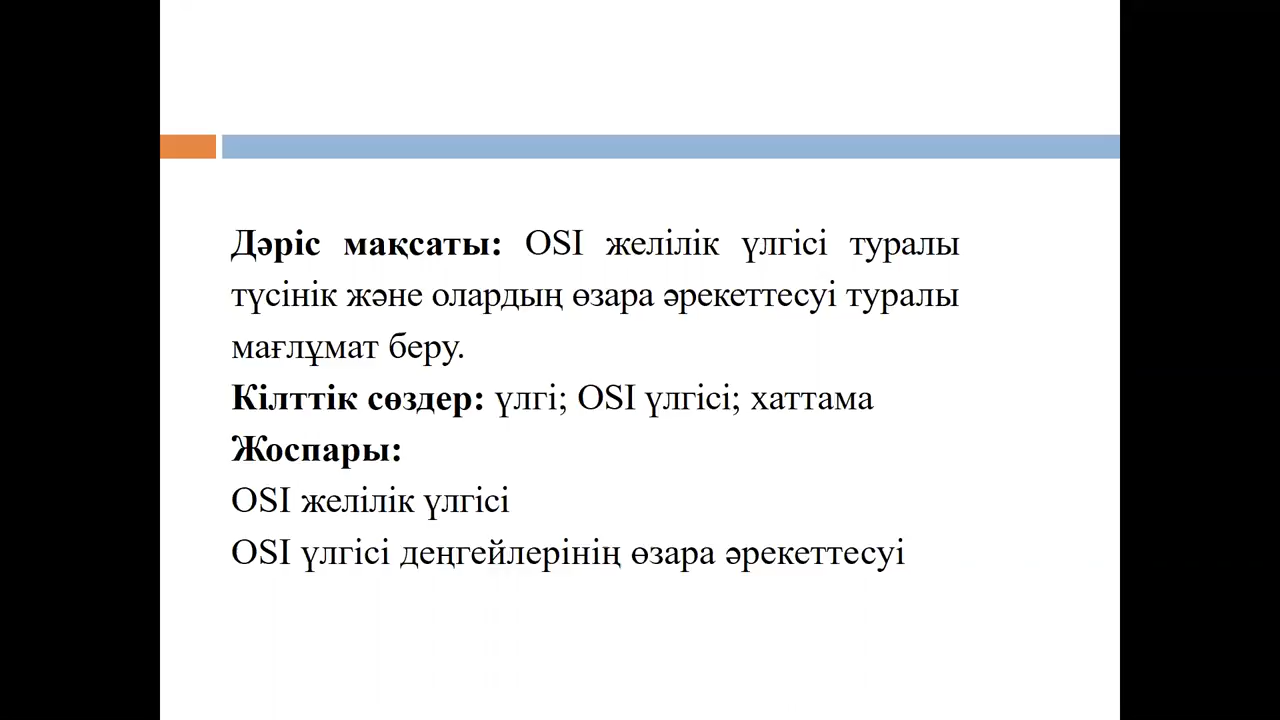 Дәріс мақсаты: OSI желілік үлгісі туралы
түсінік және олардың өзара әрекеттесуі туралы
мағлұмат беру.
Кілттік сөздер: үлгі; OSI үлгісі; хаттама
Жоспары:
OSI желілік үлгісі
OSI үлгісі деңгейлерінің өзара әрекеттесуі